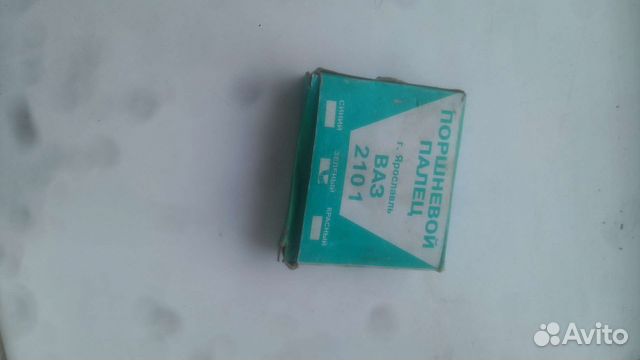 ПОРШНЕВОЙ
ПАЛЕЦ
г. Ярославль
ВАЗ
2101
СИНИЙ
ЗЕЛЕНЫЙ
КРАСНЫЙ
Avito